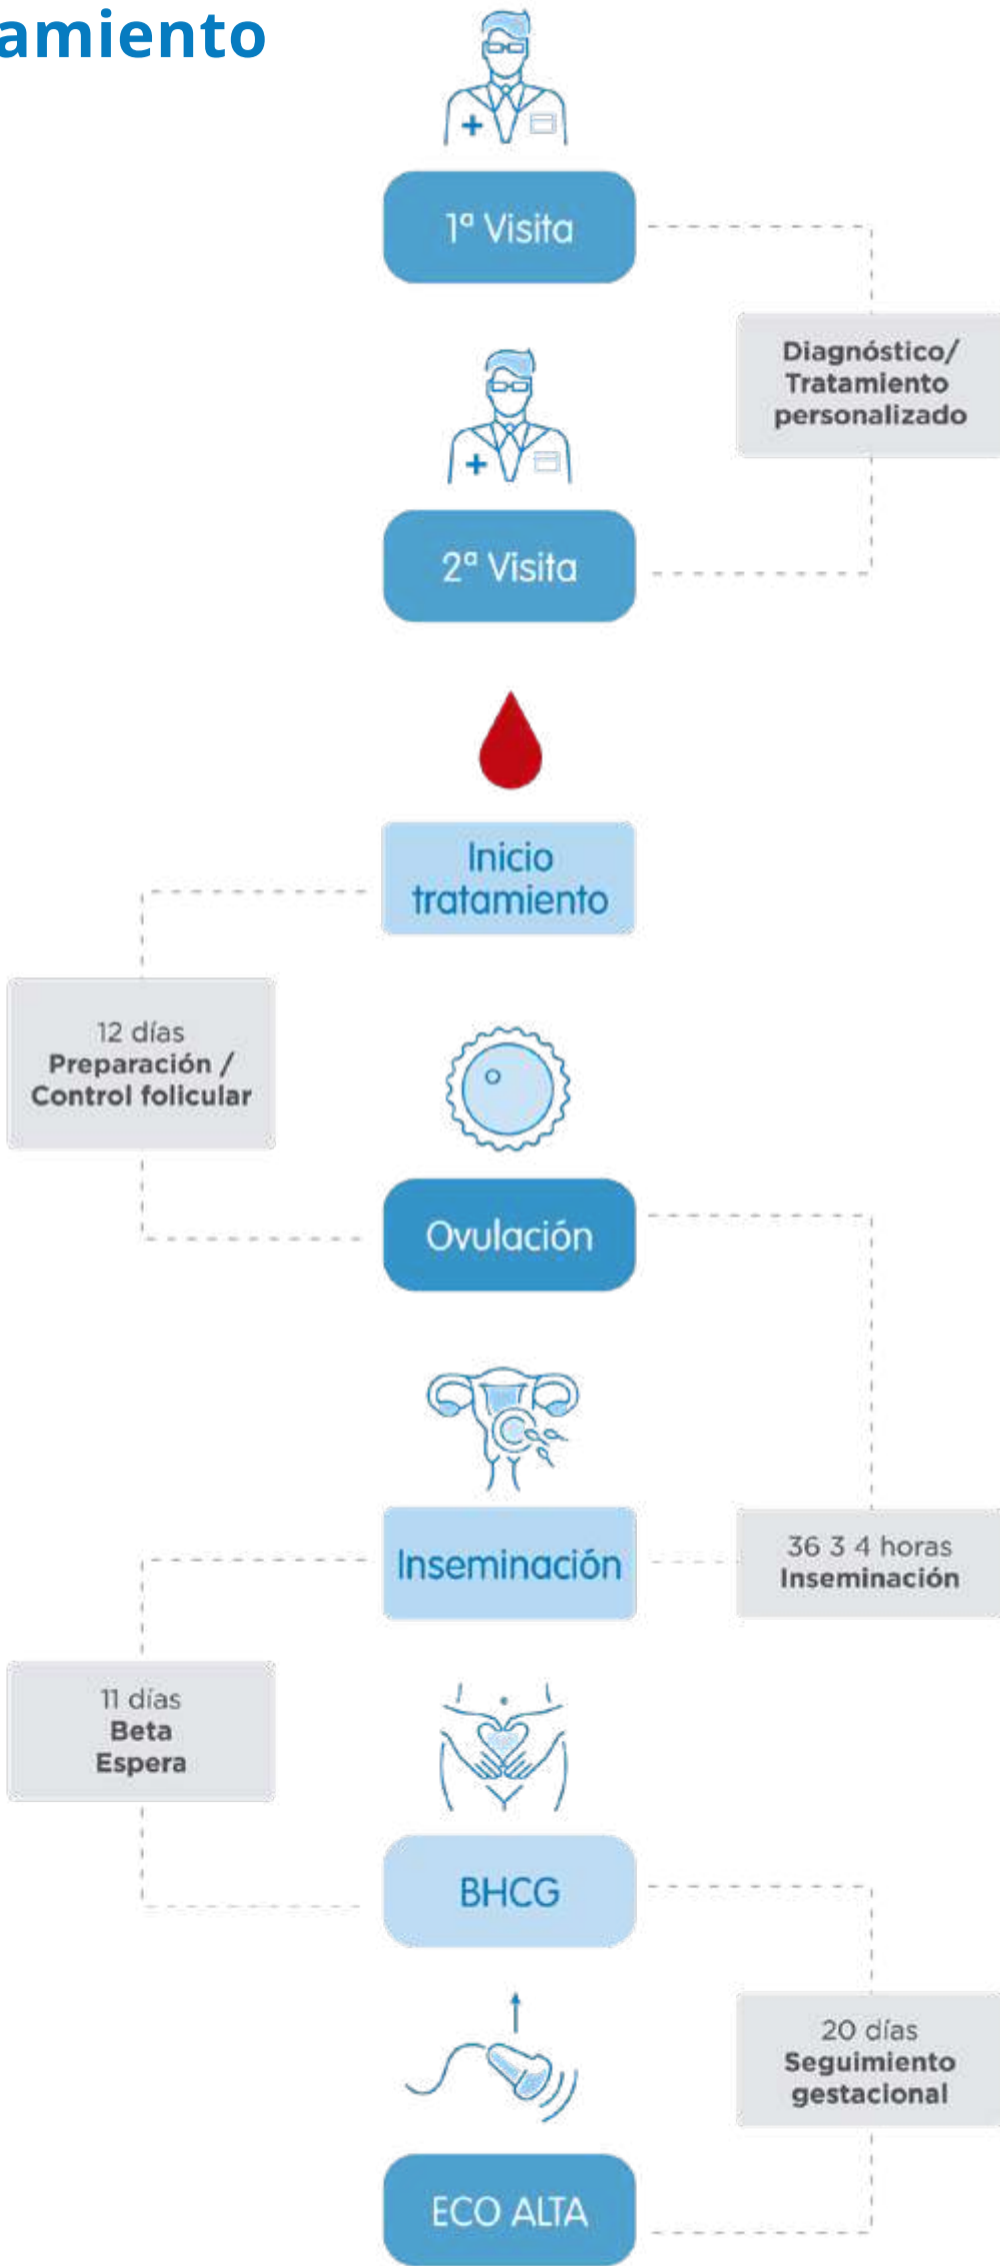 amiento
1ª Visita
Diagnóstico/
Tratamiento
personalizado
2ª Visita
Inicio
tratamiento
12 días
Preparación /
Control folicular
Ovulación
Inseminación
36 3 4 horas
Inseminación
11 días
Beta
Espera
BHCG
20 días
Seguimiento
gestacional
ECO ALTA